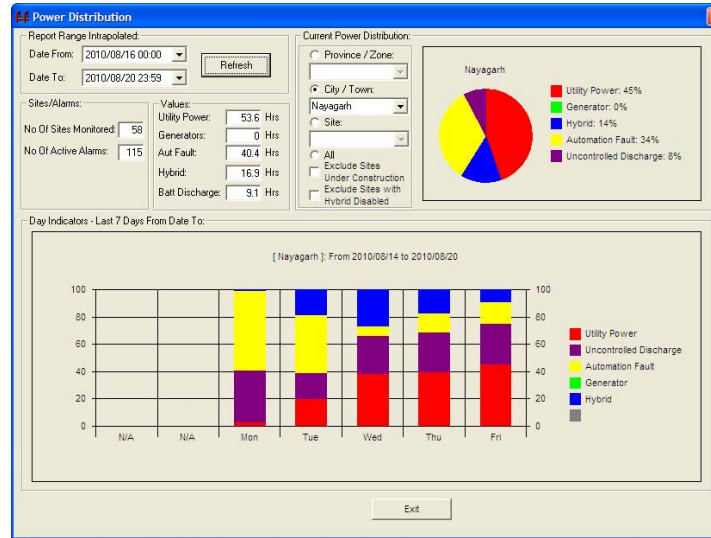 Power Distribution
Report Range Intrapolated:
Date From: 2010/08/16 00:00
Date To: 2010/08/20 23:59
Refresh
Sites/Alarms:
No Of Sites Monitored: 58
No Of Active Alarms: 115
Values:
Utility Power: 53.6 Hrs
Generators: 0 Hrs
Aut Fault: 40.4 Hrs
Hybrid: 16.9 Hrs
Batt Discharge: 9.1 Hrs
Current Power Distribution:
Province / Zone:
City / Town:
Nayagarh
Site:
All
Exclude Sites
Under Construction
Exclude Sites with
Hybrid Disabled
Nayagarh
Utility Power: 45%
Generator: 0%
Hybrid: 14%
Automation Fault: 34%
Uncontrolled Discharge: 8%
Day Indicators - Last 7 Days From Date To:
[ Nayagarh ]: From 2010/08/14 to 2010/08/20
100 100
80 80
60 60
40 40
20 20
0 0
N/A N/A Mon Tue Wed Thu Fri
Utility Power
Uncontrolled Discharge
Automation Fault
Generator
Hybrid
Exit